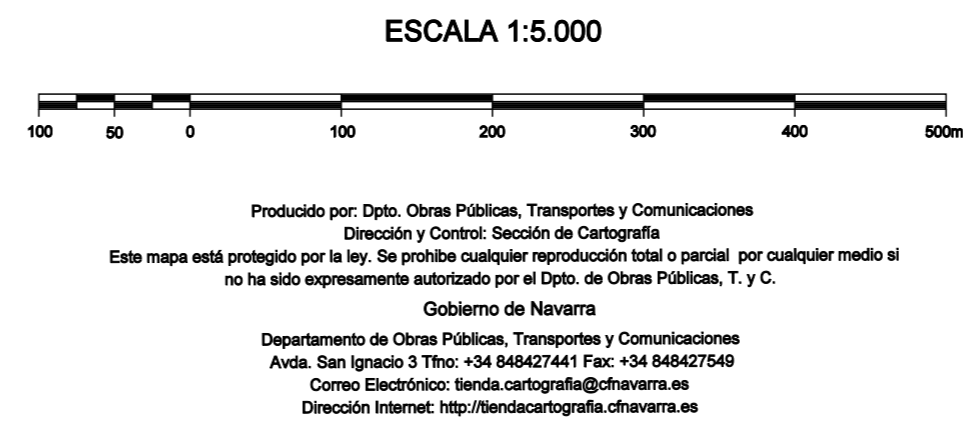 ESCALA 1:5.000
100 50 0 100 200 300 400 500m
Producido por: Dpto. Obras Públicas, Transportes y Comunicaciones
Dirección y Control: Sección de Cartografía
Este mapa está protegido por la ley. Se prohibe cualquier reproducción total o parcial por cualquier medio si
no ha sido expresamente autorizado por el Dpto. de Obras Públicas, T. y C.
Gobierno de Navarra
Departamento de Obras Públicas, Transportes y Comunicaciones
Avda. San Ignacio 3 Tfno: +34 848427441 Fax: +34 848427549
Correo Electrónico: tienda.cartografia@cfnavarra.es
Dirección Internet: http://tiendacartografia.cfnavarra.es